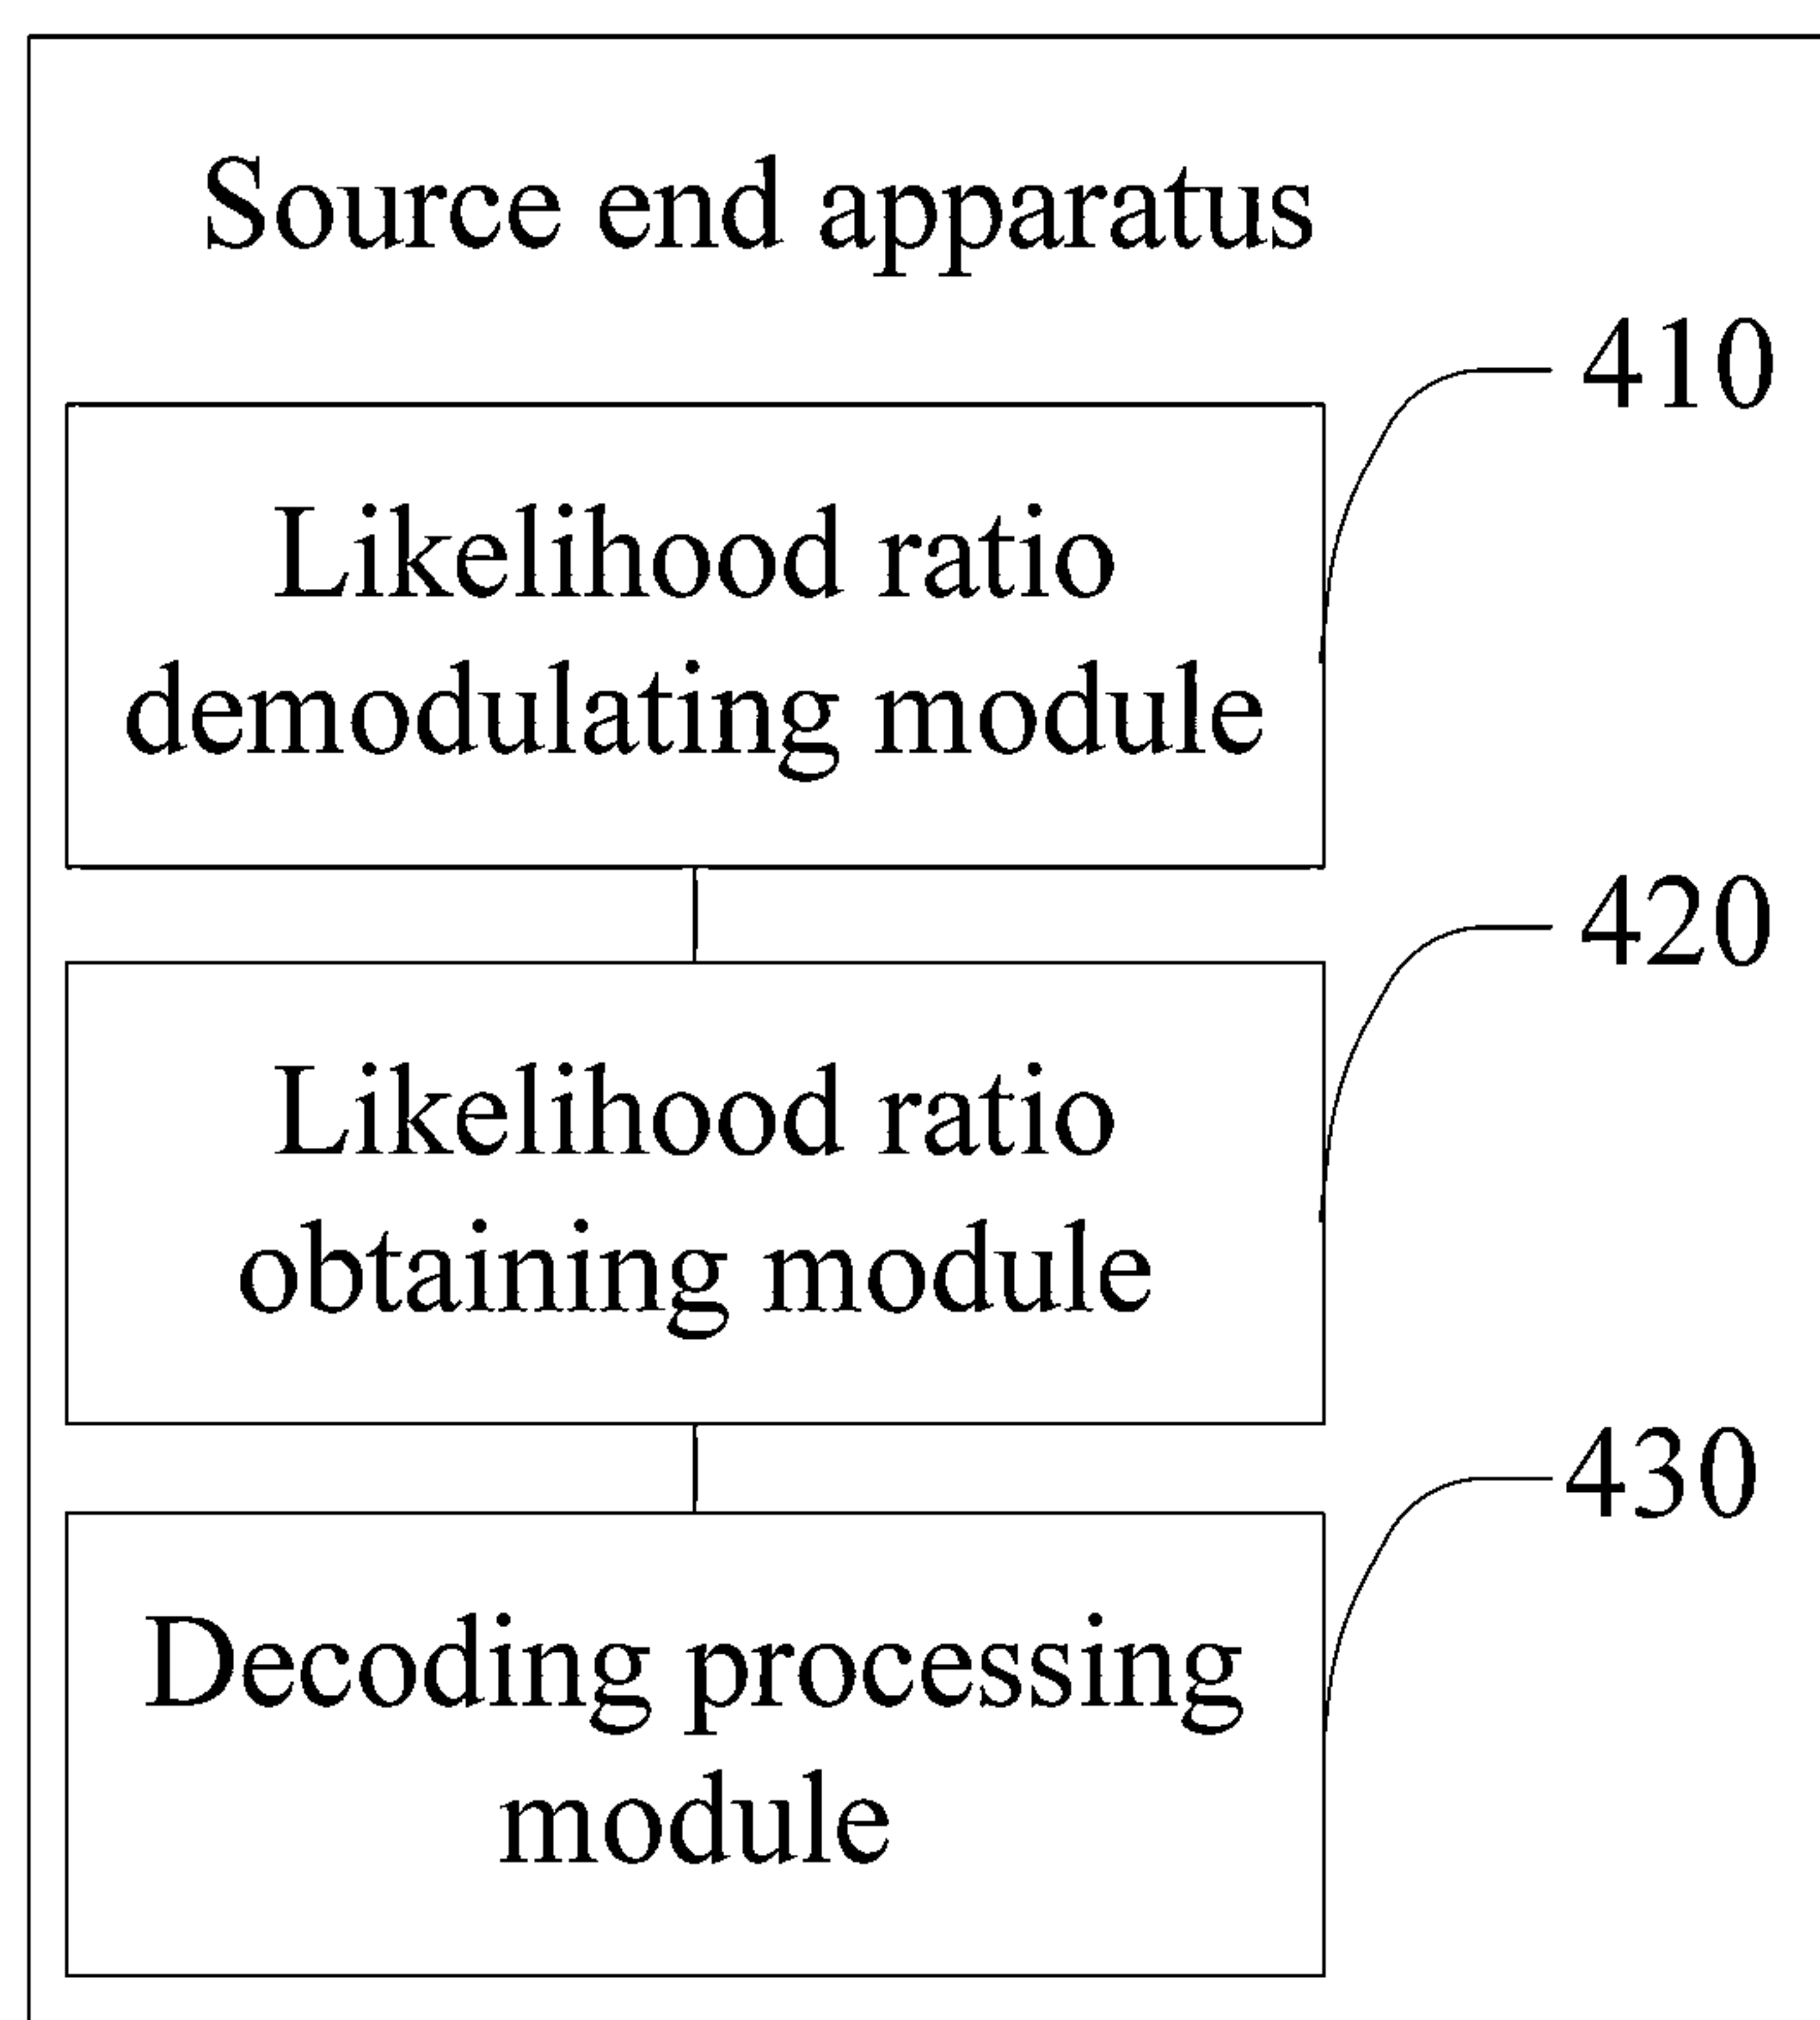 Source end apparatus
410
Likelihood ratio
demodulating module
420
Likelihood ratio
obtaining module
430
Decoding processing
module